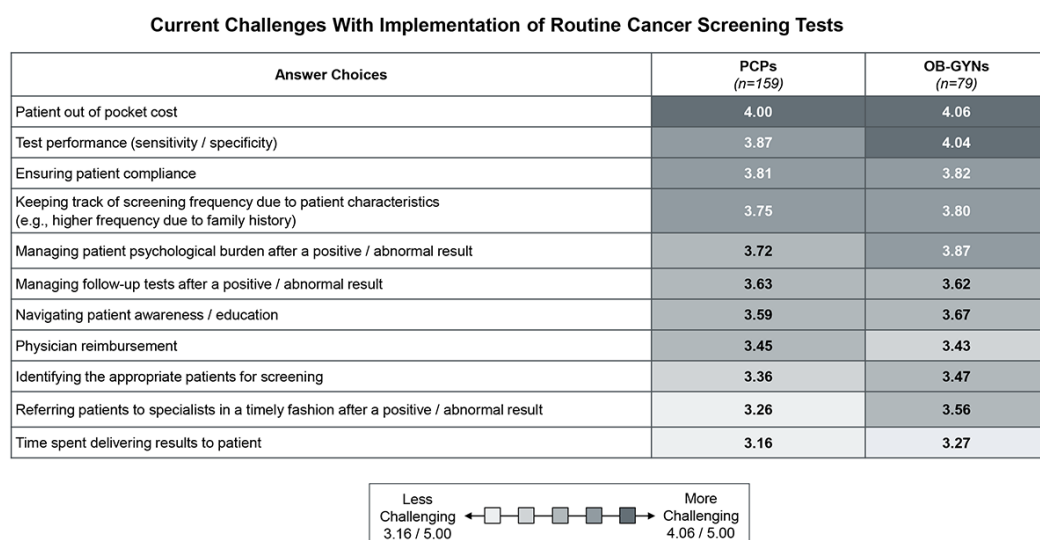 Current Challenges With Implementation of Routine Cancer Screening Tests
Answer Choices
PCPs
(n=159)
OB-GYNs
(n=79)
Patient out of pocket cost 4.00 4.06
Test performance (sensitivity / specificity) 3.87 4.04
Ensuring patient compliance 3.81 3.82
Keeping track of screening frequency due to patient characteristics
(e.g., higher frequency due to family history) 3.75 3.80
Managing patient psychological burden after a positive / abnormal result 3.72 3.87
Managing follow-up tests after a positive / abnormal result 3.63 3.62
Navigating patient awareness / education 3.59 3.67
Physician reimbursement 3.45 3.43
Identifying the appropriate patients for screening 3.36 3.47
Referring patients to specialists in a timely fashion after a positive / abnormal result 3.26 3.56
Time spent delivering results to patient 3.16 3.27
Less
Challenging
3.16 / 5.00
More
Challenging
4.06 / 5.00